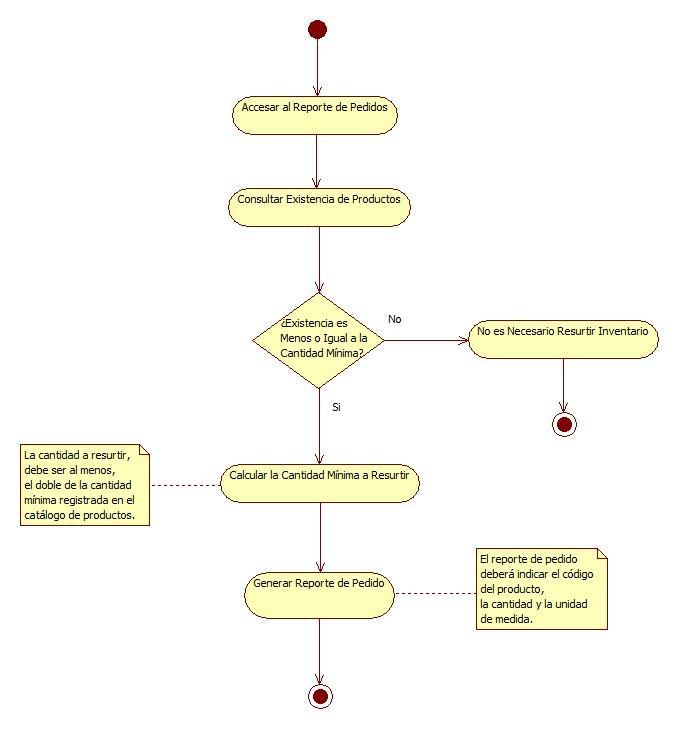 Accesar al Reporte de Pedidos
Consultar Existencia de Productos
¿Existencia es
Menos o Igual a la
Cantidad Mínima?
No
No es Necesario Resurtir Inventario
Si
La cantidad a resurtir,
debe ser al menos,
el doble de la cantidad
mínima registrada en el
catálogo de productos.
Calcular la Cantidad Mínima a Resurtir
Generar Reporte de Pedido
El reporte de pedido
deberá indicar el código
del producto,
la cantidad y la unidad
de medida.